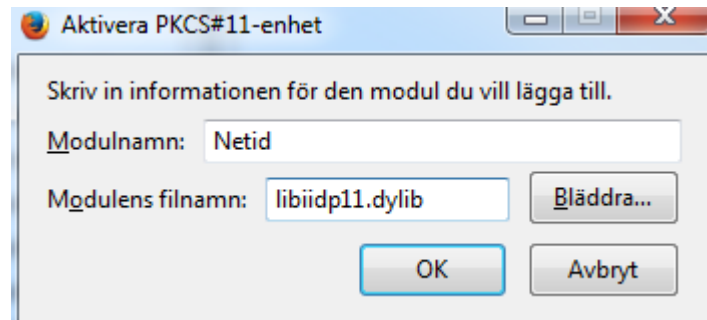 Aktivera PKCS#11-enhet
Skriv in informationen för den modul du vill lägga till.
Modulnamn: Netid
Modulens filnamn: libiidp11.dylib Bläddra...
OK Avbryt